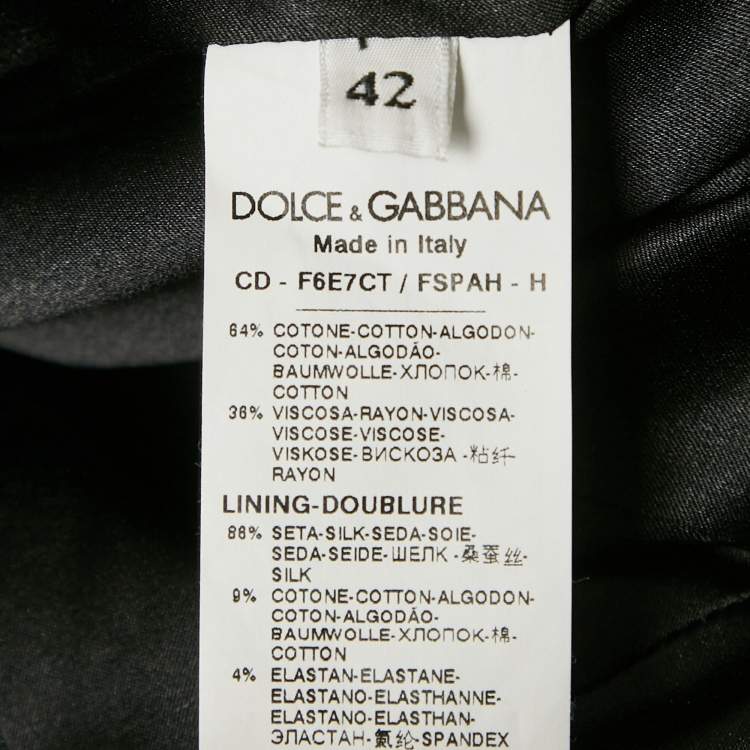 42
DOLCE & GABBANA
Made in Italy
CD - F6E7CT / FSPAH - H
64% COTONE-COTTON-ALGODON-
COTON-ALGODÃO-
BAUMWOLLE-ХЛОПОК-棉-
COTTON
36% VISCOSA-RAYON-VISCOSA-
VISCOSE-VISCOSE-
VISKOSE-ВИСКОЗА -粘纤-
RAYON
LINING-DOUBLURE
86% SETA-SILK-SEDA-SOIE-
SEDA-SEIDE-ШЕЛК -桑蚕丝-
SILK
9% COTONE-COTTON-ALGODON-
COTON-ALGODÃO-
BAUMWOLLE-ХЛОПОК-棉-
COTTON
4% ELASTAN-ELASTANE-
ELASTANO-ELASTHANNE-
ELASTANO-ELASTHAN-
ЭЛАСТАН-氨纶-SPANDEX